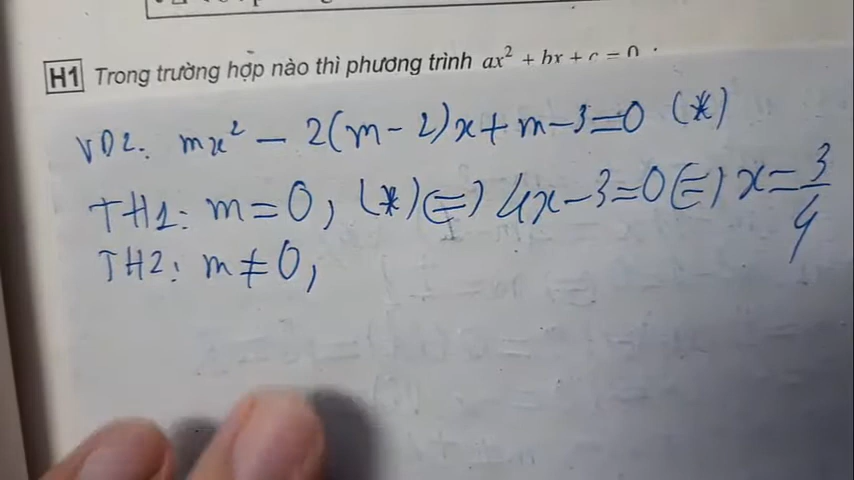 H1 Trong trường hợp nào thì phương trình ax² + bx + c = 0
VD2: mx² - 2(m-2)x + m-3=0 (*)
TH1: m=0, (*)⇔ 4x-3=0 ⇔ x=3/4
TH2: m≠0,